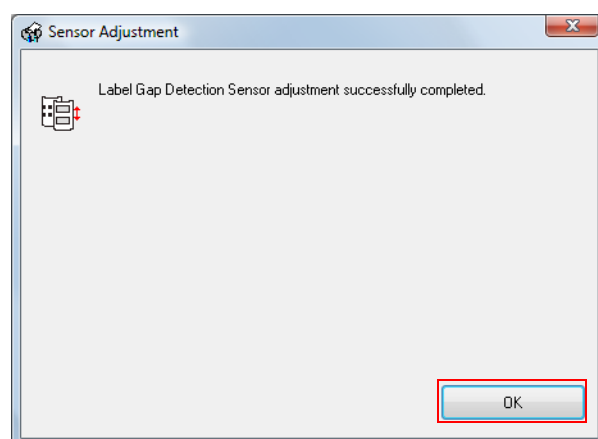 Sensor Adjustment
Label Gap Detection Sensor adjustment successfully completed.
OK